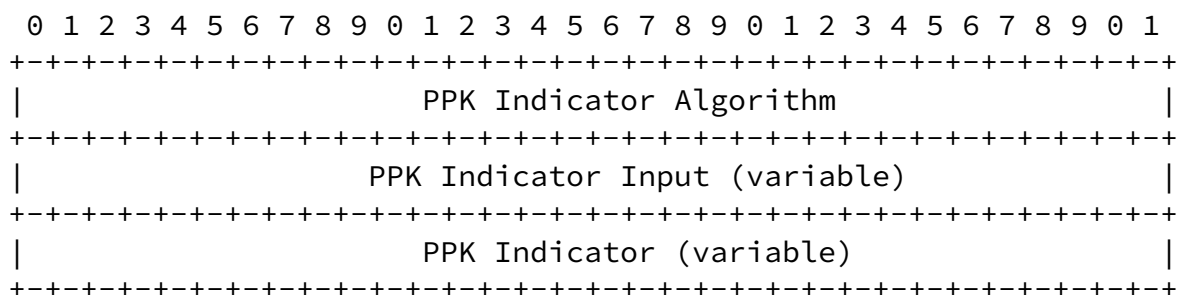 0 1 2 3 4 5 6 7 8 9 0 1 2 3 4 5 6 7 8 9 0 1 2 3 4 5 6 7 8 9 0 1
+-+-+-+-+-+-+-+-+-+-+-+-+-+-+-+-+-+-+-+-+-+-+-+-+-+-+-+-+-+-+-+-+
|                      PPK Indicator Algorithm                  |
+-+-+-+-+-+-+-+-+-+-+-+-+-+-+-+-+-+-+-+-+-+-+-+-+-+-+-+-+-+-+-+-+
|                   PPK Indicator Input (variable)              |
+-+-+-+-+-+-+-+-+-+-+-+-+-+-+-+-+-+-+-+-+-+-+-+-+-+-+-+-+-+-+-+-+
|                      PPK Indicator (variable)                 |
+-+-+-+-+-+-+-+-+-+-+-+-+-+-+-+-+-+-+-+-+-+-+-+-+-+-+-+-+-+-+-+-+